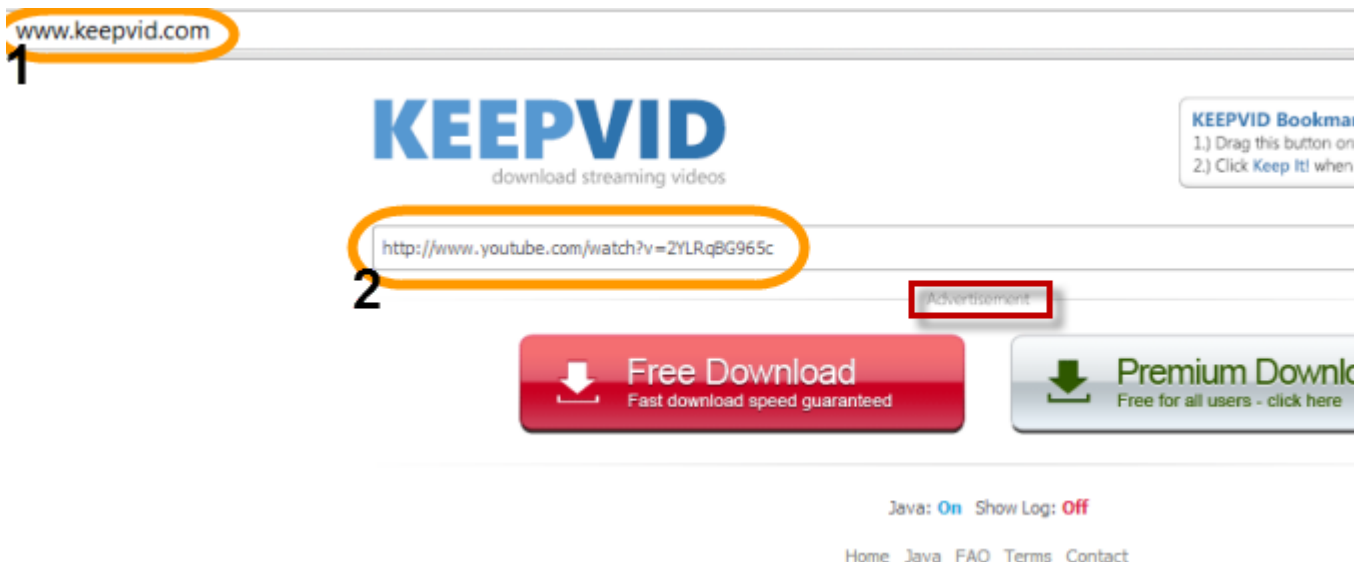 www.keepvid.com
1
KEEPVID
download streaming videos
KEEPVID Bookmar
1.) Drag this button on
2.) Click Keep It! when
http://www.youtube.com/watch?v=2YLRqBG965c
2
Advertisement
Free Download
Fast download speed guaranteed
Premium Downlo
Free for all users - click here
Java: On Show Log: Off
Home Java FAQ Terms Contact